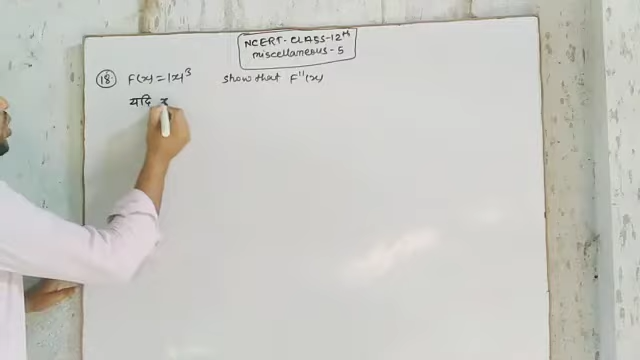 NCERT-CLASS-12th
miscellaneous-5
18 F(x) = |x|³ show that F"(x)
यदि x